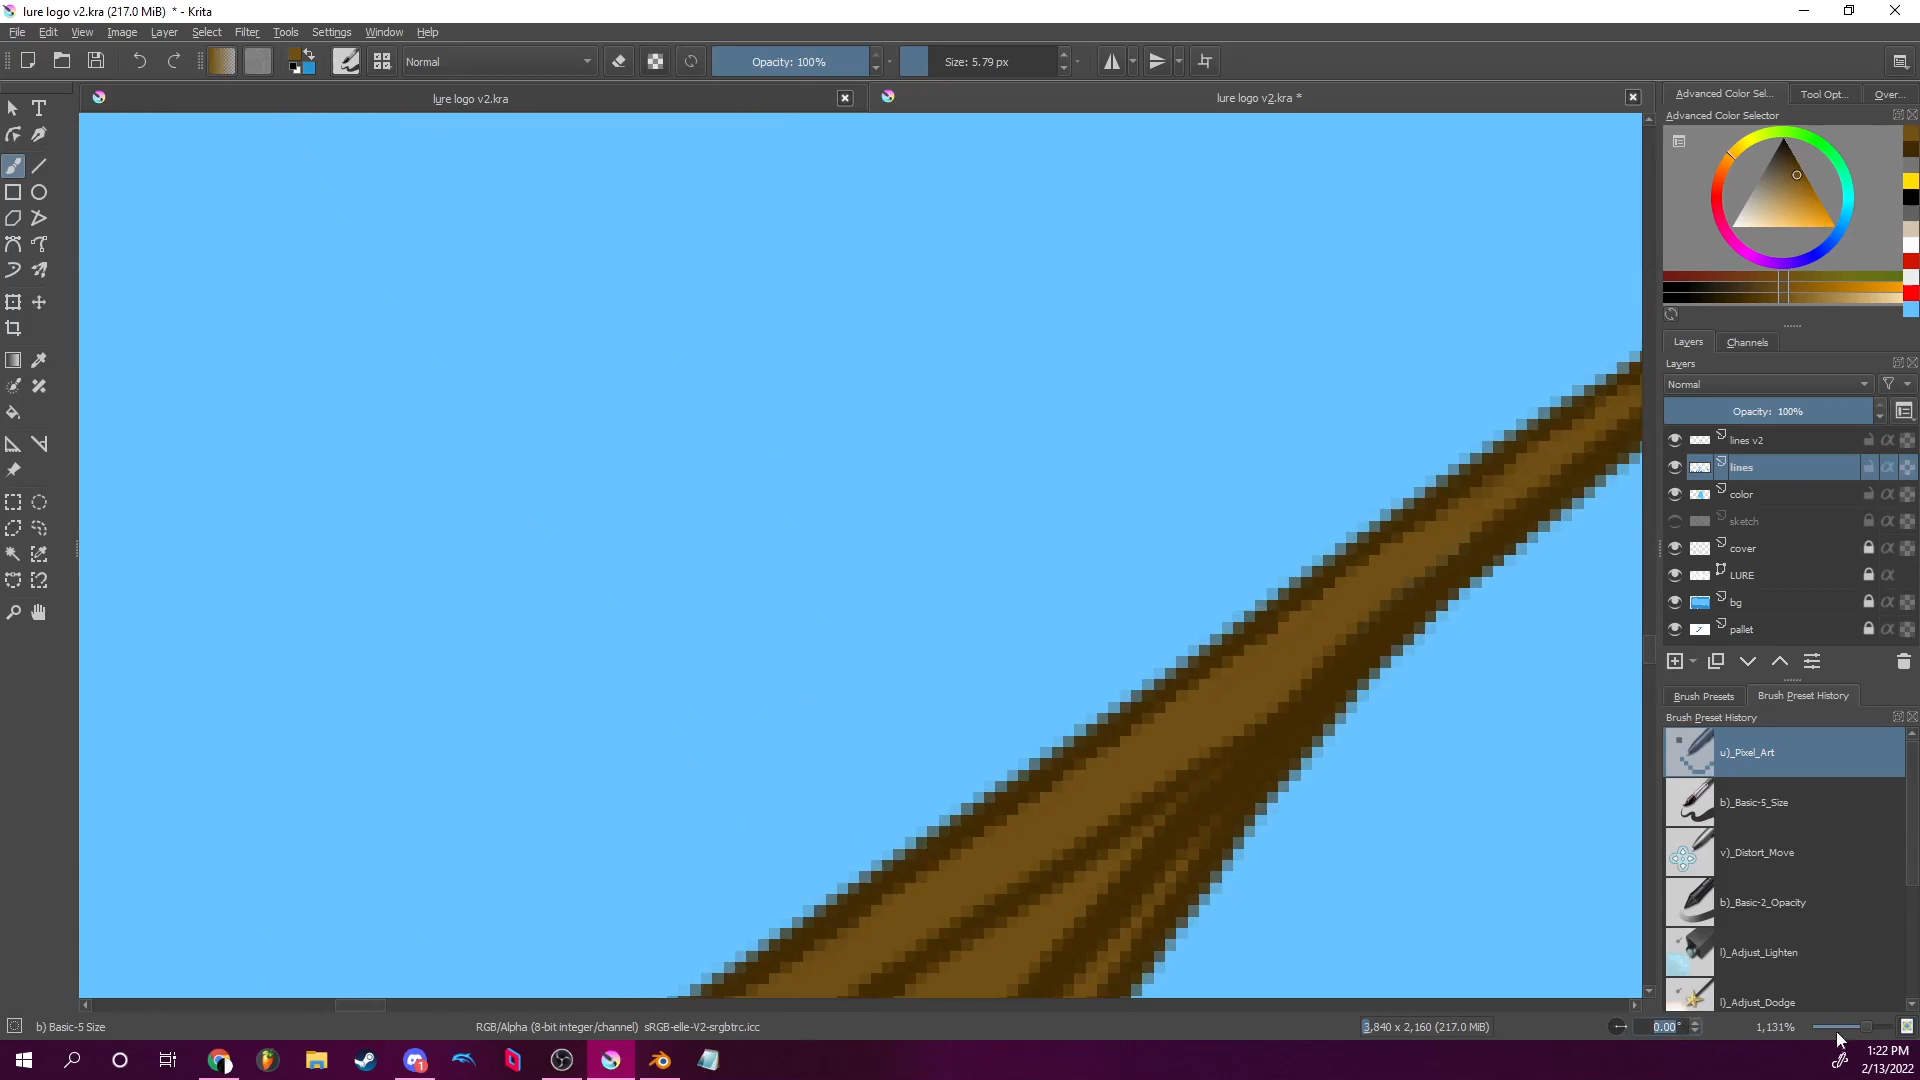 lure logo v2.kra (217.0 MiB) * - Krita
File Edit View Image Layer Select Filter Tools Settings Window Help
Normal Opacity: 100% Size: 5.79 px
lure logo v2.kra lure logo v2.kra *
Advanced Color Sel... Tool Opt... Over...
Advanced Color Selector
Layers Channels
Layers
Normal
Opacity: 100%
lines v2
lines
color
sketch
cover
LURE
bg
pallet
Brush Presets Brush Preset History
Brush Preset History
u)_Pixel_Art
b)_Basic-5_Size
v)_Distort_Move
b)_Basic-2_Opacity
l)_Adjust_Lighten
l)_Adjust_Dodge
b) Basic-5 Size RGB/Alpha (8-bit integer/channel) sRGB-elle-V2-srgbtrc.icc 3,840 x 2,160 (217.0 MiB) 0.00° 1,131%
1:22 PM
2/13/2022